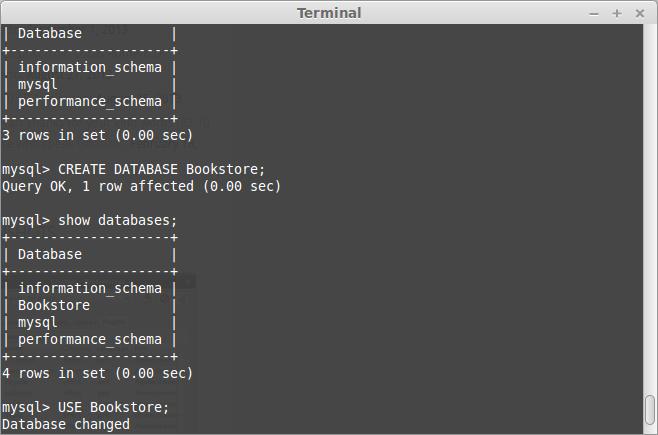 Terminal
| Database           |
+--------------------+
| information_schema |
| mysql              |
| performance_schema |
+--------------------+
3 rows in set (0.00 sec)
mysql> CREATE DATABASE Bookstore;
Query OK, 1 row affected (0.00 sec)
mysql> show databases;
+--------------------+
| Database           |
+--------------------+
| information_schema |
| Bookstore          |
| mysql              |
| performance_schema |
+--------------------+
4 rows in set (0.00 sec)
mysql> USE Bookstore;
Database changed